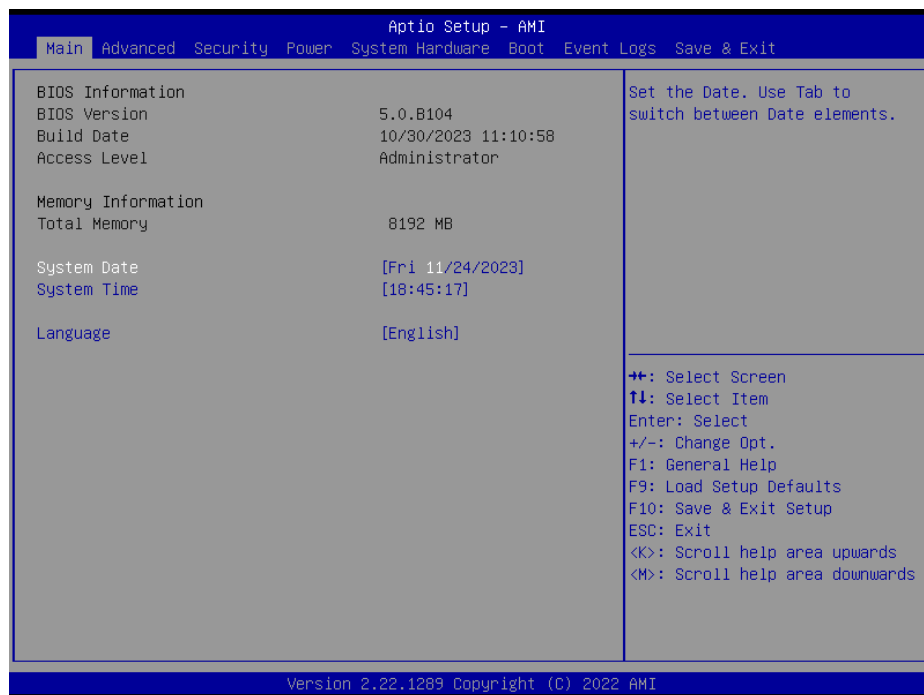 Aptio Setup - AMI
Main Advanced Security Power System Hardware Boot Event Logs Save & Exit
BIOS Information
BIOS Version 5.0.B104
Build Date 10/30/2023 11:10:58
Access Level Administrator
Memory Information
Total Memory 8192 MB
System Date [Fri 11/24/2023]
System Time [18:45:17]
Language [English]
Set the Date. Use Tab to
switch between Date elements.
→←: Select Screen
↑↓: Select Item
Enter: Select
+/-: Change Opt.
F1: General Help
F9: Load Setup Defaults
F10: Save & Exit Setup
ESC: Exit
<K>: Scroll help area upwards
<M>: Scroll help area downwards
Version 2.22.1289 Copyright (C) 2022 AMI